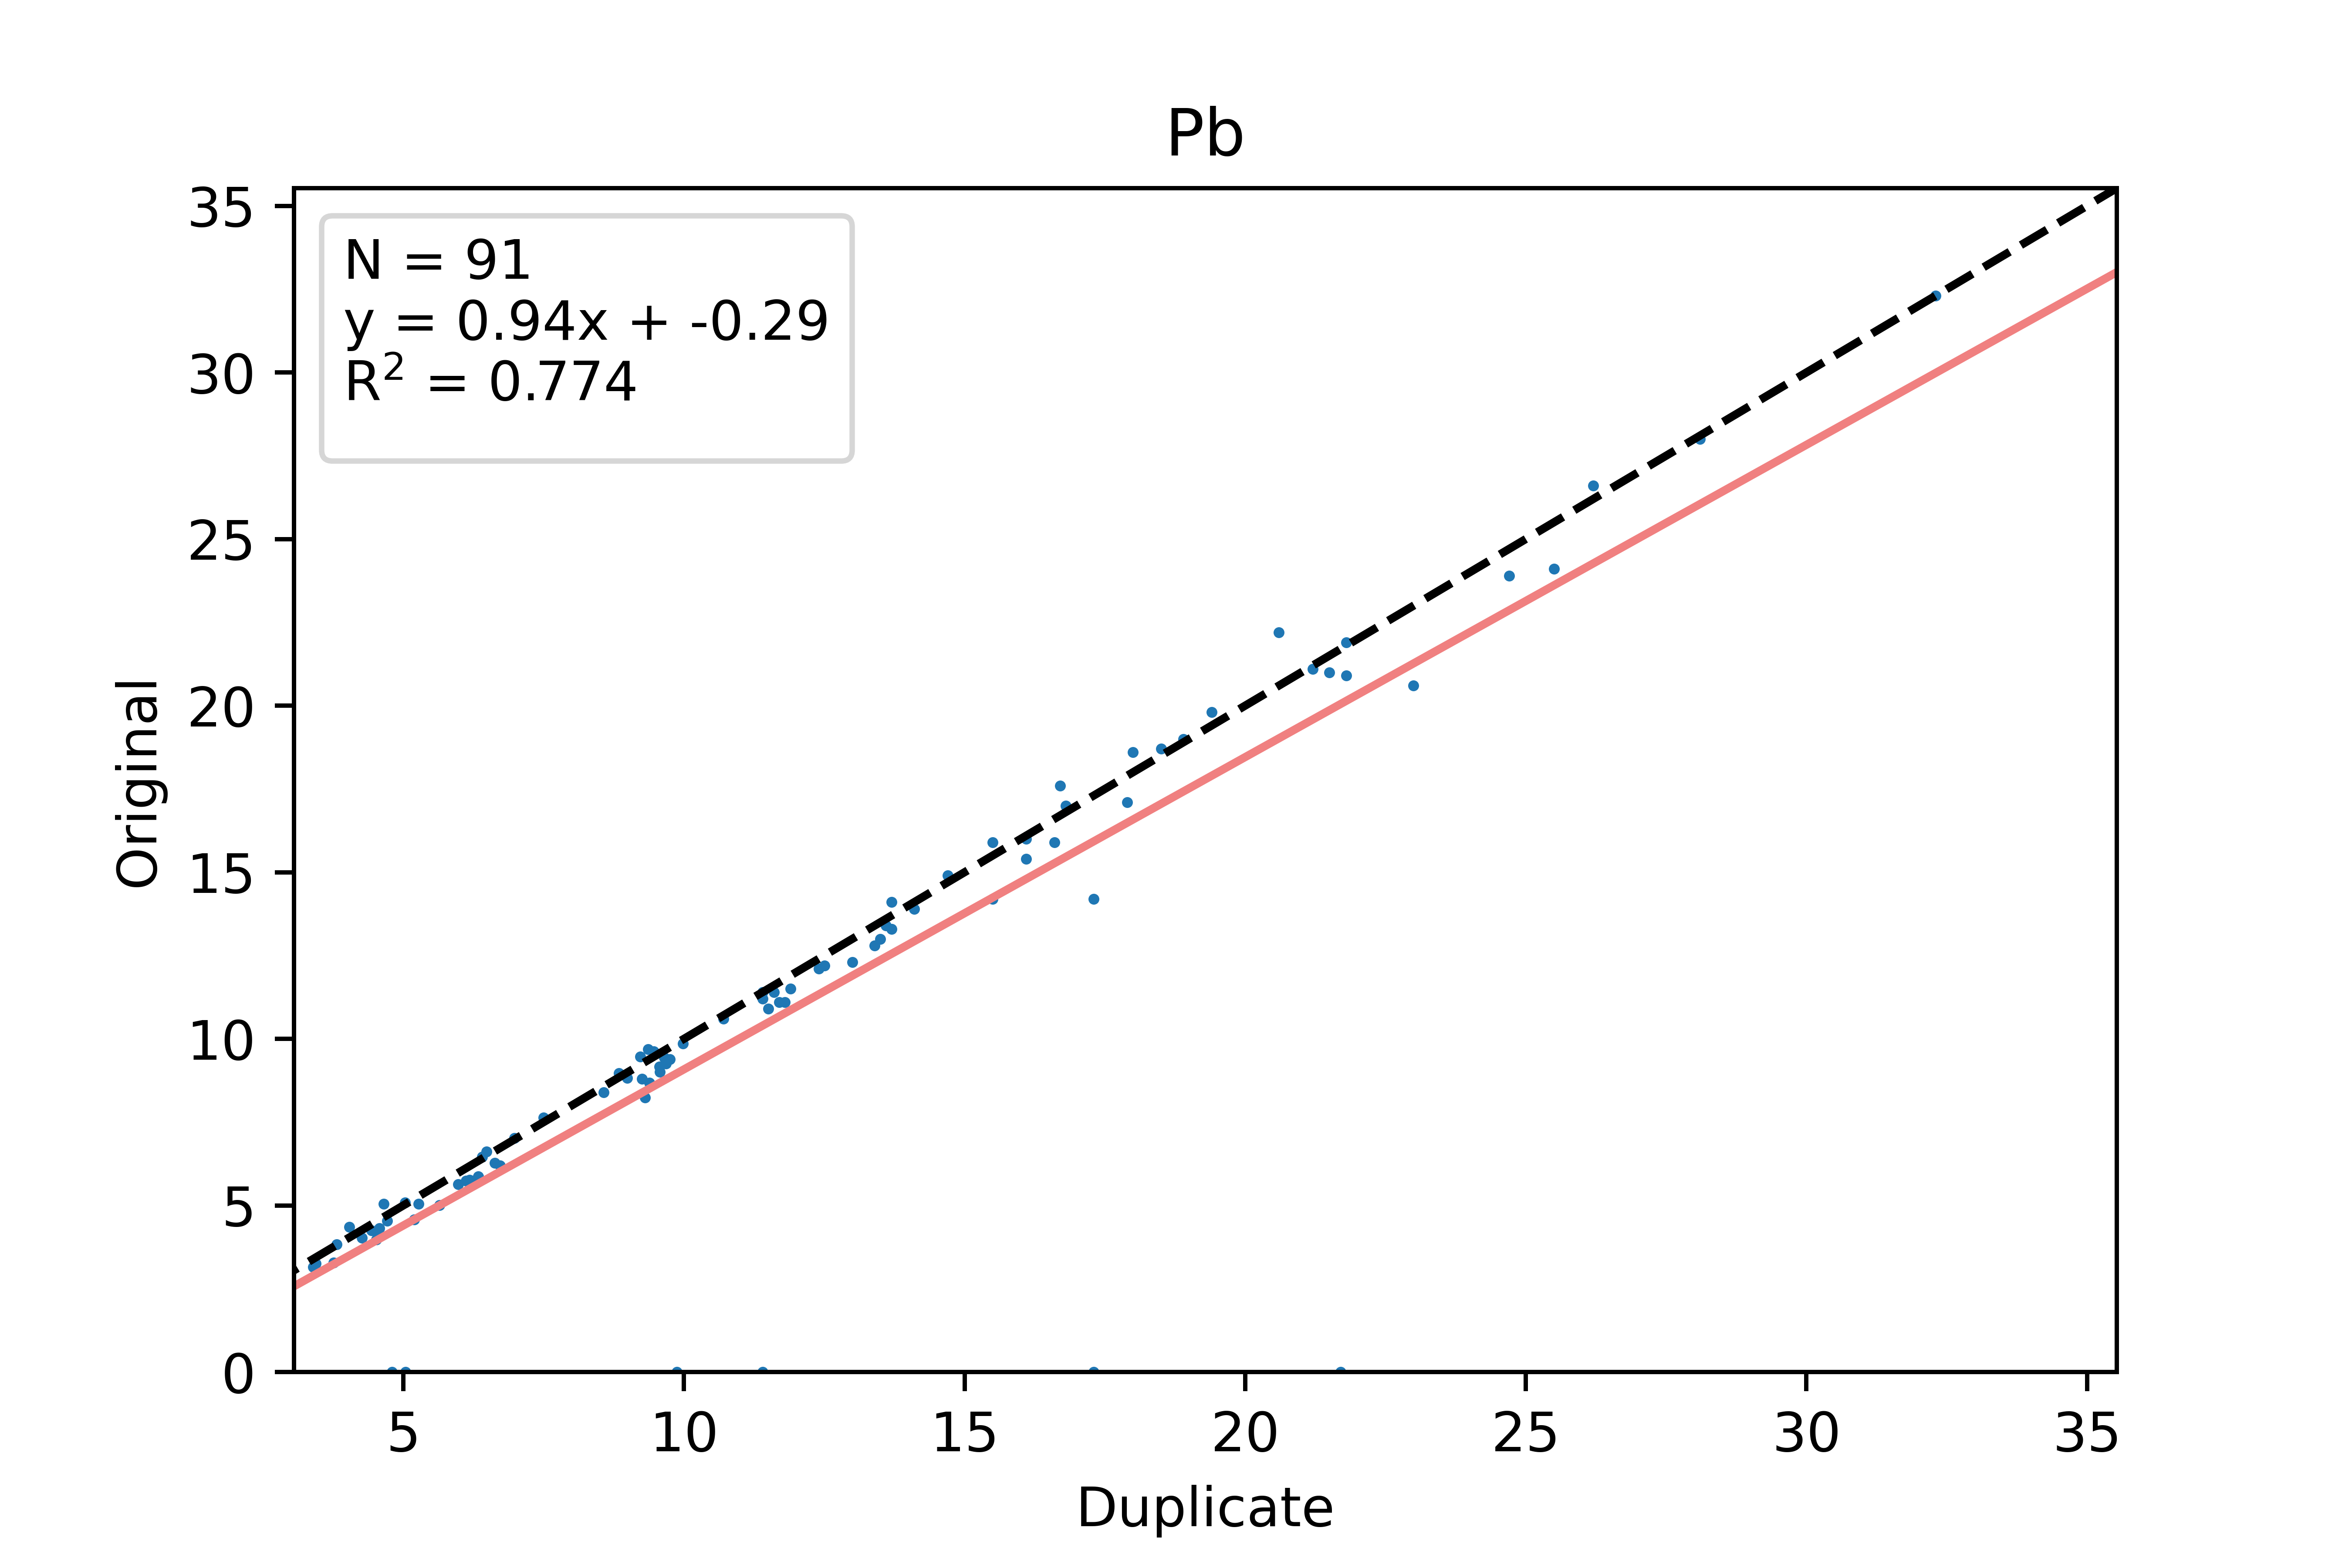 Pb
N = 91
y = 0.94x + -0.29
R² = 0.774
35
30
25
20
15
10
5
0
Original
5 10 15 20 25 30 35
Duplicate